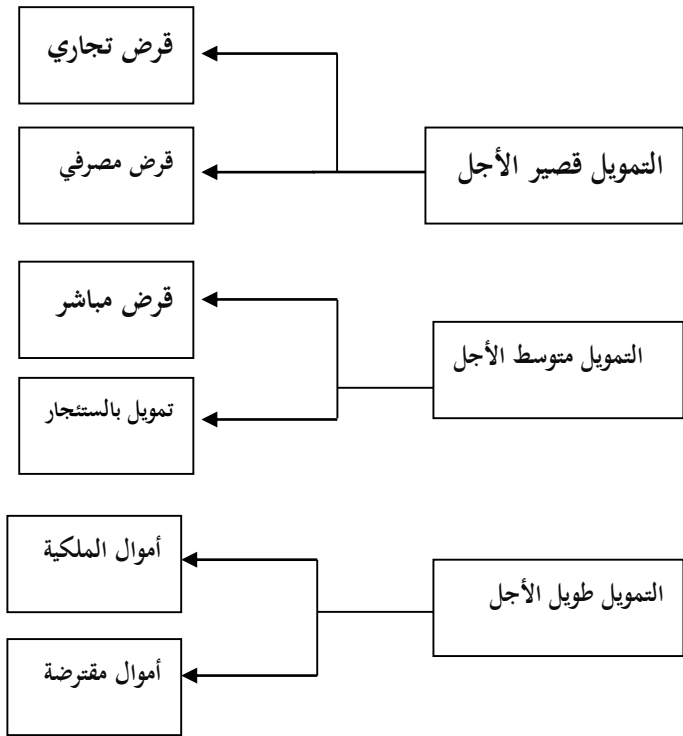 قرض تجاري
التمويل قصير الأجل
قرض مصرفي
قرض مباشر
التمويل متوسط الأجل
تمويل بالستئجار
أموال الملكية
التمويل طويل الأجل
أموال مقترضة